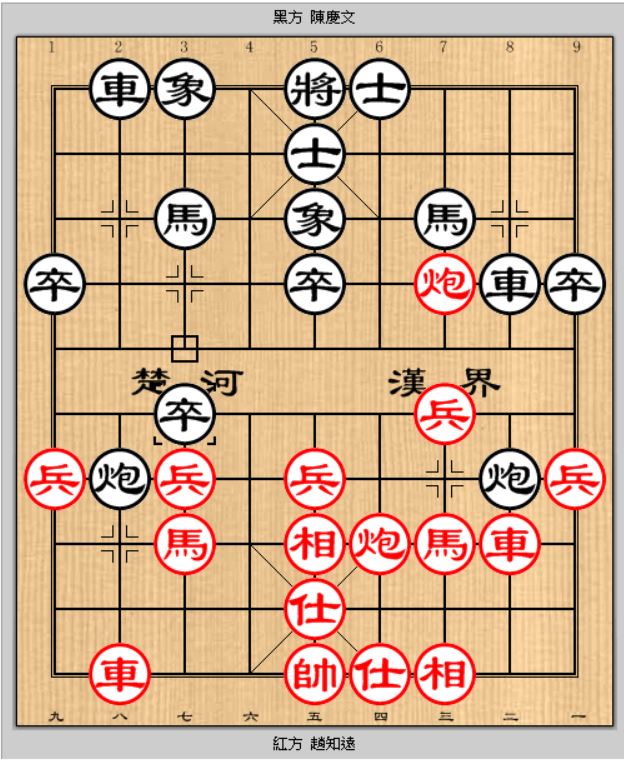 黑方 陳慶文
1 2 3 4 5 6 7 8 9
車 象 將 士
士
馬 象 馬
卒 卒 炮 車 卒
楚 河 漢 界
卒 兵
兵 炮 兵 兵 炮 兵
馬 相 炮 馬 車
仕
車 帥 仕 相
九 八 七 六 五 四 三 二 一
紅方 趙知遠